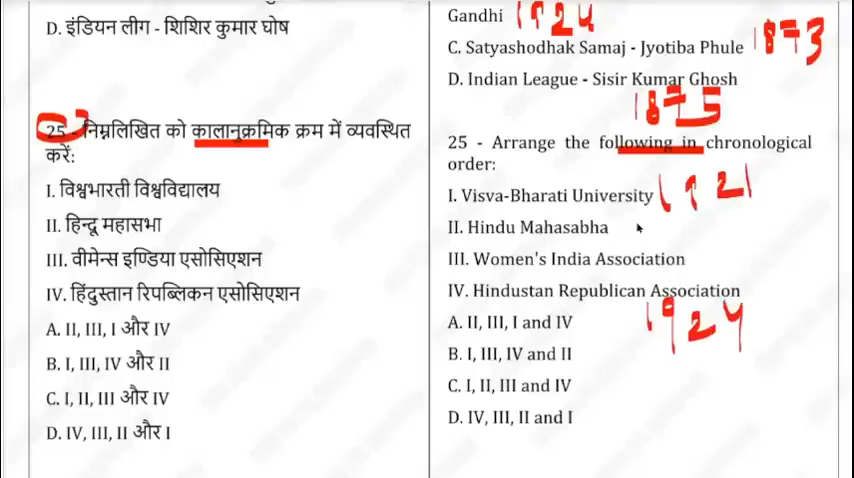 D. इंडियन लीग - शिशिर कुमार घोष
25 - निम्नलिखित को कालानुक्रमिक क्रम में व्यवस्थित
करें:
I. विश्वभारती विश्वविद्यालय
II. हिन्दू महासभा
III. वीमेन्स इण्डिया एसोसिएशन
IV. हिंदुस्तान रिपब्लिकन एसोसिएशन
A. II, III, I और IV
B. I, III, IV और II
C. I, II, III और IV
D. IV, III, II और I
Gandhi 1924
C. Satyashodhak Samaj - Jyotiba Phule 1873
D. Indian League - Sisir Kumar Ghosh
1875
25 - Arrange the following in chronological
order:
I. Visva-Bharati University 1921
II. Hindu Mahasabha
III. Women's India Association
IV. Hindustan Republican Association
1924
A. II, III, I and IV
B. I, III, IV and II
C. I, II, III and IV
D. IV, III, II and I